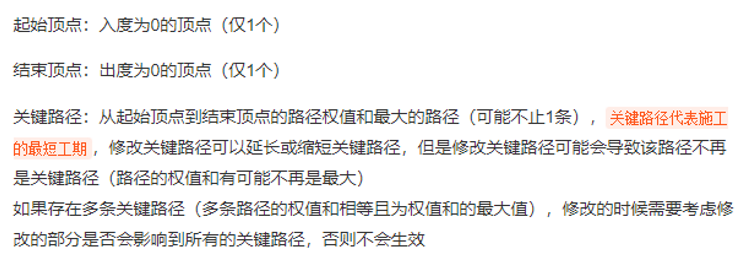 起始顶点：入度为0的顶点（仅1个）
结束顶点：出度为0的顶点（仅1个）
关键路径：从起始顶点到结束顶点的路径权值和最大的路径（可能不止1条），关键路径代表施工
的最短工期，修改关键路径可以延长或缩短关键路径，但是修改关键路径可能会导致该路径不再
是关键路径（路径的权值和有可能不再是最大）
如果存在多条关键路径（多条路径的权值和相等且为权值和的最大值），修改的时候需要考虑修
改的部分是否会影响到所有的关键路径，否则不会生效